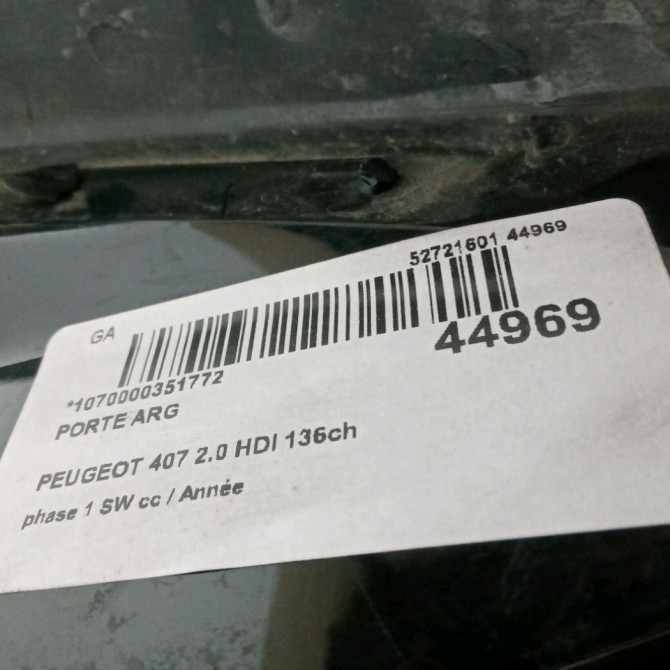 52721601 44969
GA
44969
*1070000351772
PORTE ARG
PEUGEOT 407 2.0 HDI 136ch
phase 1 SW cc / Année